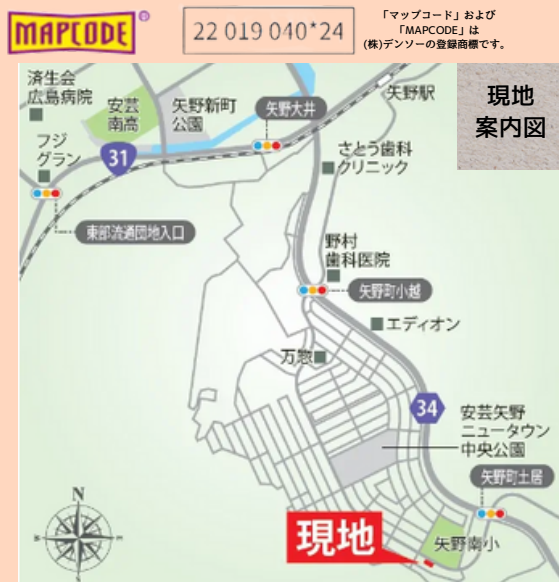 MAPCODE®
22 019 040*24
「マップコード」および
「MAPCODE」は
(株)デンソーの登録商標です。
現地
案内図
済生会
広島病院
安芸
南高
矢野新町
公園
矢野大井
矢野駅
フジ
グラン
31
さとう歯科
クリニック
東部流通団地入口
野村
歯科医院
矢野町小越
エディオン
万惣
34
安芸矢野
ニュータウン
中央公園
矢野町土居
N
現地
矢野南小